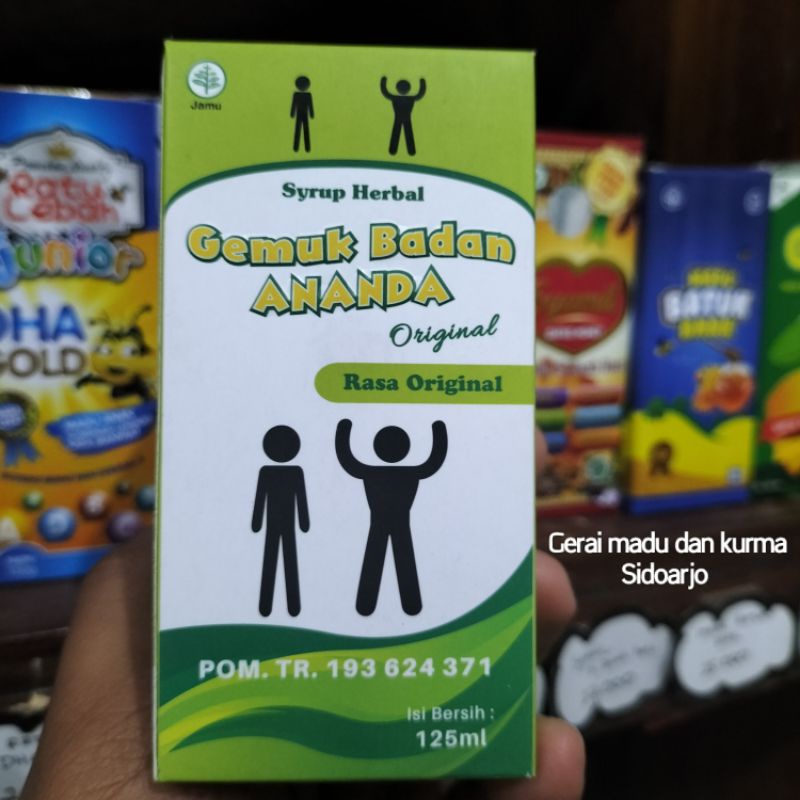 Jamu
Syrup Herbal
Gemuk Badan
ANANDA
Original
Rasa Original
POM. TR. 193 624 371
Isi Bersih :
125ml
Ratu
Lebah
Junior
DHA
GOLD
BATUK
Gerai madu dan kurma
Sidoarjo